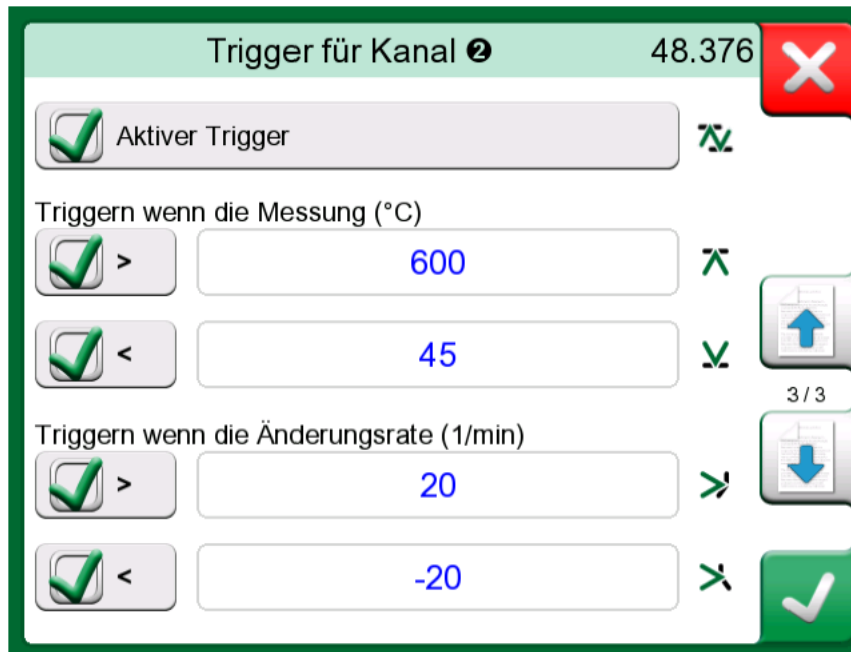 Trigger für Kanal ❷ 48.376
Aktiver Trigger
Triggern wenn die Messung (°C)
> 600
< 45
3 / 3
Triggern wenn die Änderungsrate (1/min)
> 20
< -20